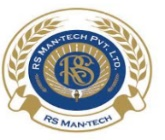 RS MAN-TECH PVT. LTD.
RS
RS MAN-TECH